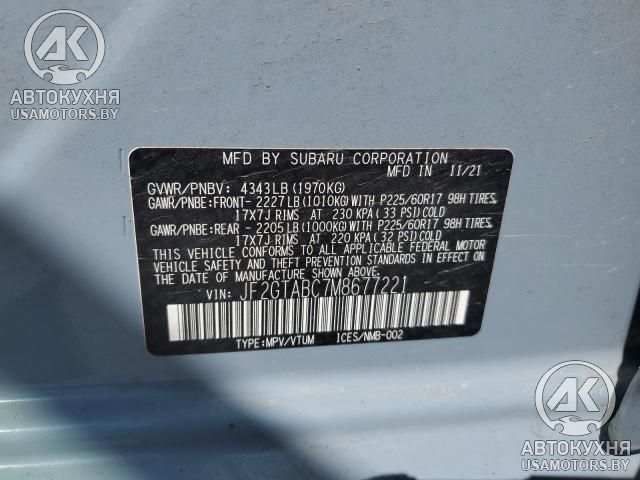 AK
АВТОКУХНЯ
USAMOTORS.BY
MFD BY SUBARU CORPORATION
MFD IN 11/21
GVWR/PNBV: 4343LB (1970KG)
GAWR/PNBE:FRONT- 2227LB (1010KG) WITH P225/60R17 98H TIRES,
17X7J RIMS AT 230 KPA (33 PSI) COLD
GAWR/PNBE:REAR - 2205LB (1000KG) WITH P225/60R17 98H TIRES,
17X7J RIMS AT 220 KPA (32 PSI) COLD
THIS VEHICLE CONFORMS TO ALL APPLICABLE FEDERAL MOTOR
VEHICLE SAFETY AND THEFT PREVENTION STANDARDS IN EFFECT ON
THE DATE OF MANUFACTURE SHOWN ABOVE.
VIN: JF2GTABC7M8677221
TYPE:MPV/VTUM ICES/NMB-002
AK
АВТОКУХНЯ
USAMOTORS.BY